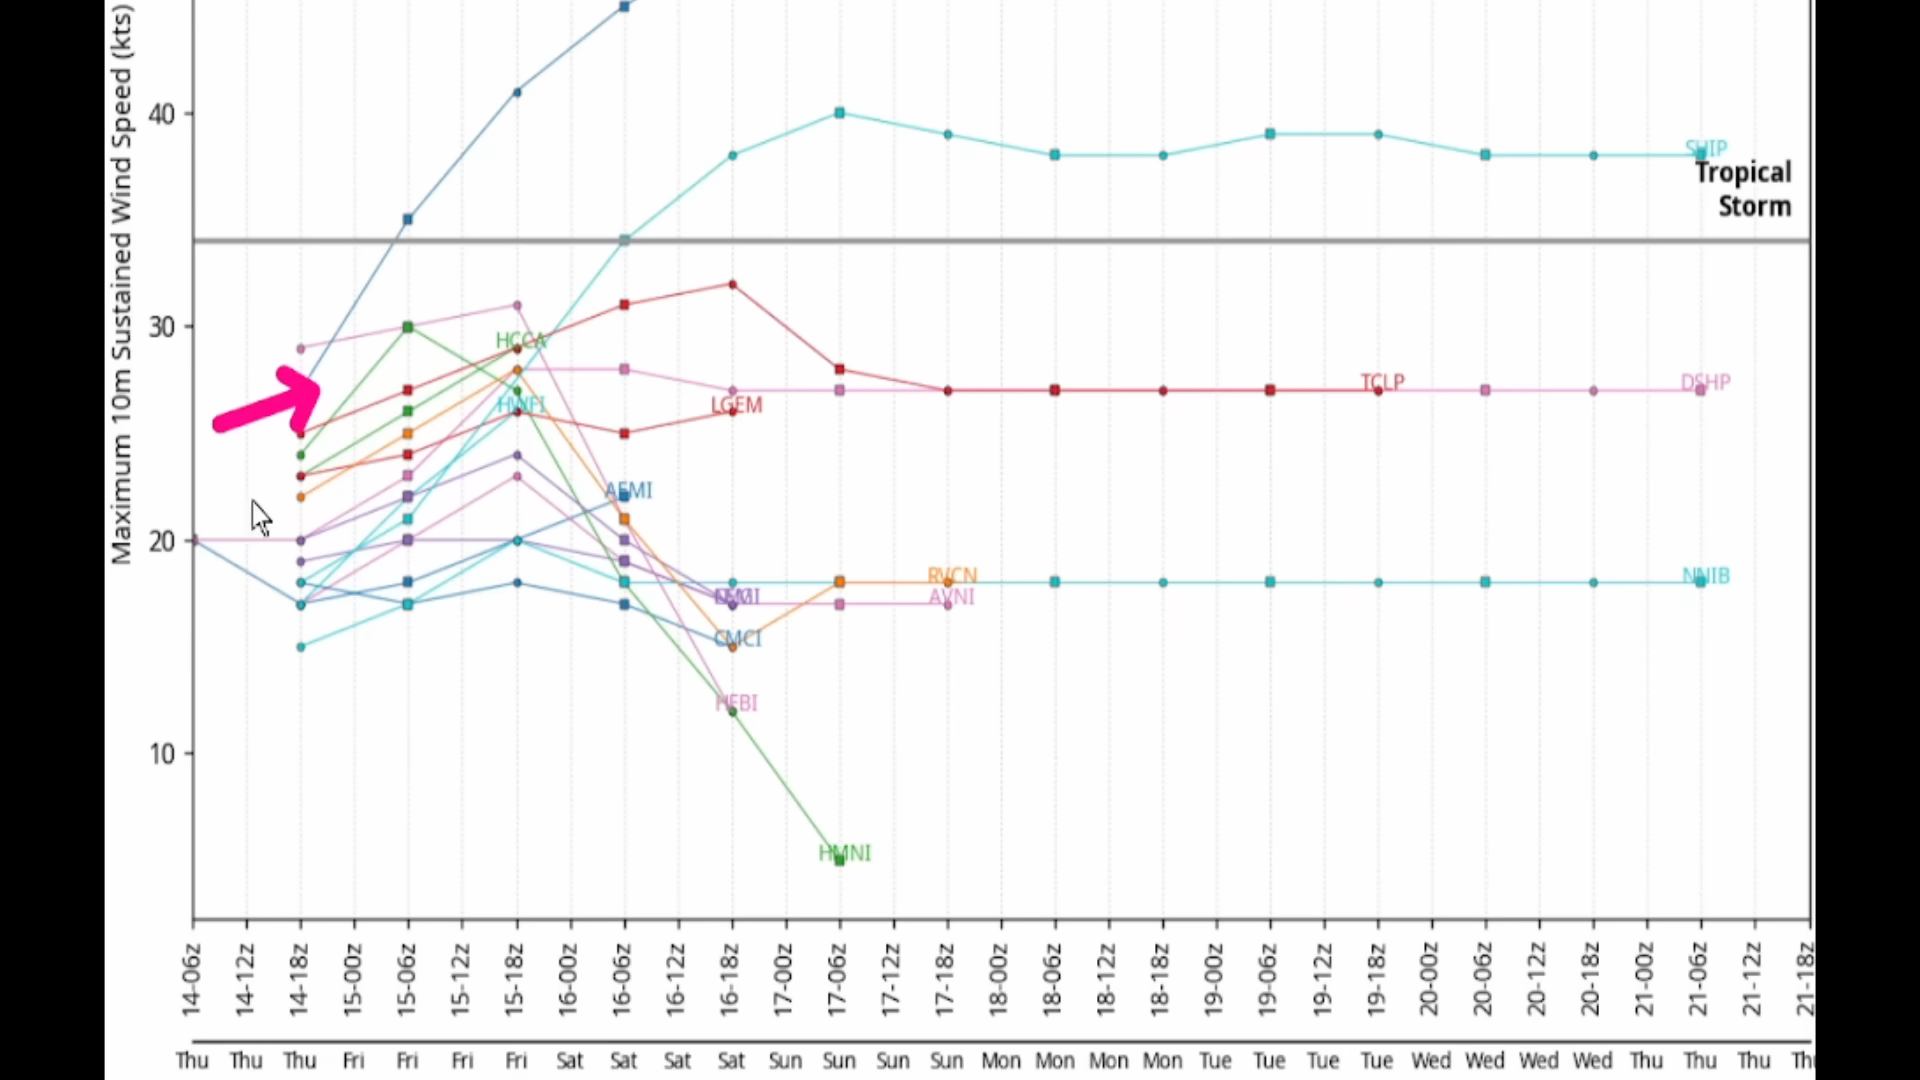 Maximum 10m Sustained Wind Speed (kts)
40
30
20
10
SHIP
Tropical
Storm
HCCA
TCLP
DSHP
HWFI
LGEM
AEMI
RVCN
NNIB
AVNI
CMCI
HFBI
HMNI
14-06Z 14-12Z 14-18Z 15-00Z 15-06Z 15-12Z 15-18Z 16-00Z 16-06Z 16-12Z 16-18Z 17-00Z 17-06Z 17-12Z 17-18Z 18-00Z 18-06Z 18-12Z 18-18Z 19-00Z 19-06Z 19-12Z 19-18Z 20-00Z 20-06Z 20-12Z 20-18Z 21-00Z 21-06Z 21-12Z 21-18Z
Thu Thu Thu Fri Fri Fri Fri Sat Sat Sat Sat Sun Sun Sun Sun Mon Mon Mon Mon Tue Tue Tue Tue Wed Wed Wed Wed Thu Thu Thu Thu